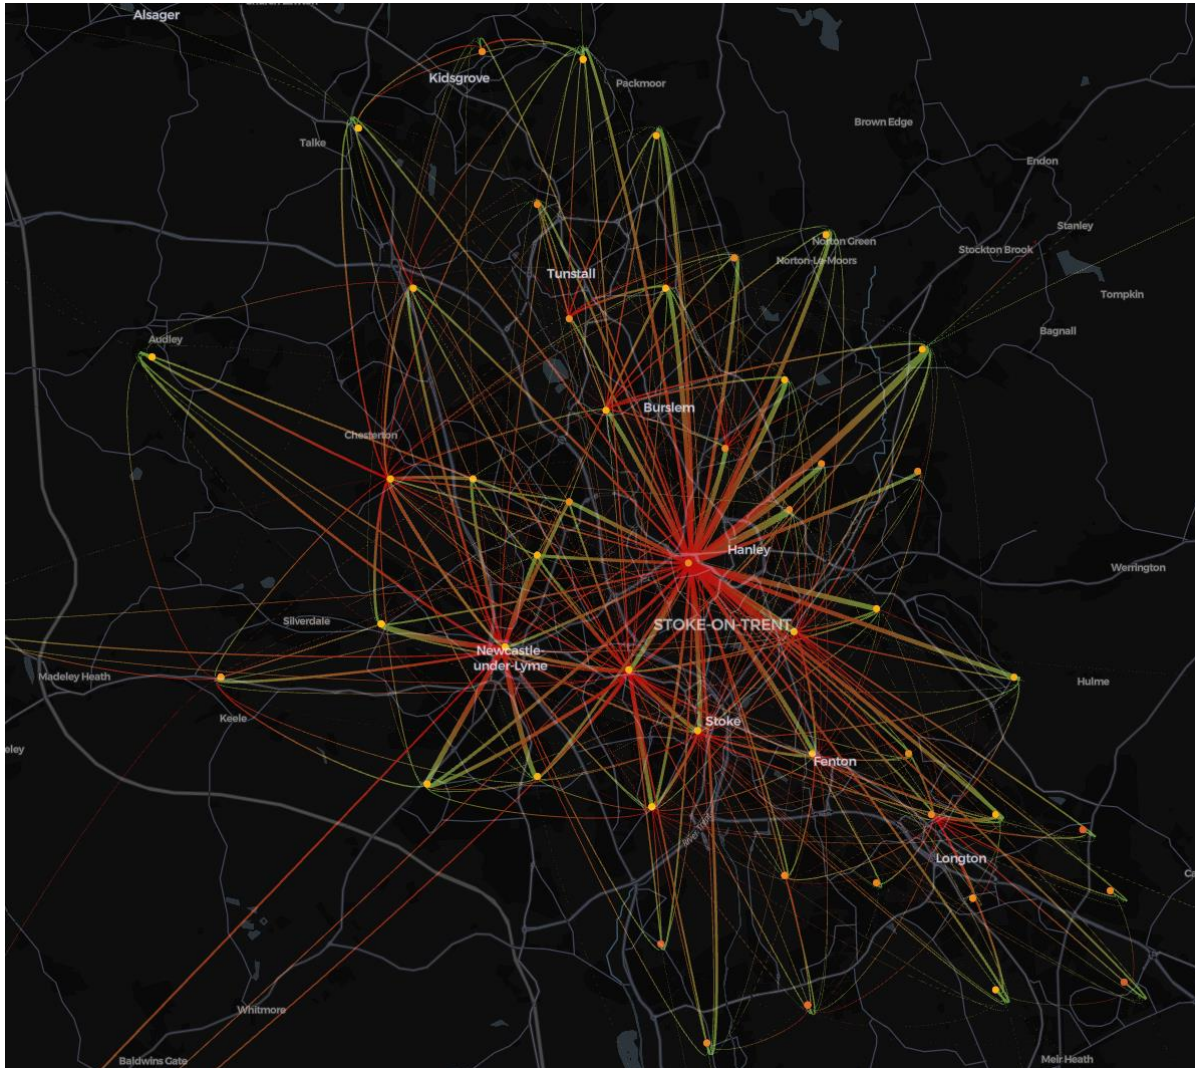 Alsager
Kidsgrove
Packmoor
Brown Edge
Talke
Endon
Stanley
Norton Green
Stockton Brook
Norton-Le-Moors
Tunstall
Tompkin
Bagnall
Audley
Burslem
Chesterton
Hanley
Werrington
Silverdale
STOKE-ON-TRENT
Newcastle-
under-Lyme
Madeley Heath
Hulme
Keele
Stoke
eley
Fenton
Longton
Ca
Whitmore
Baldwins Gate
Meir Heath